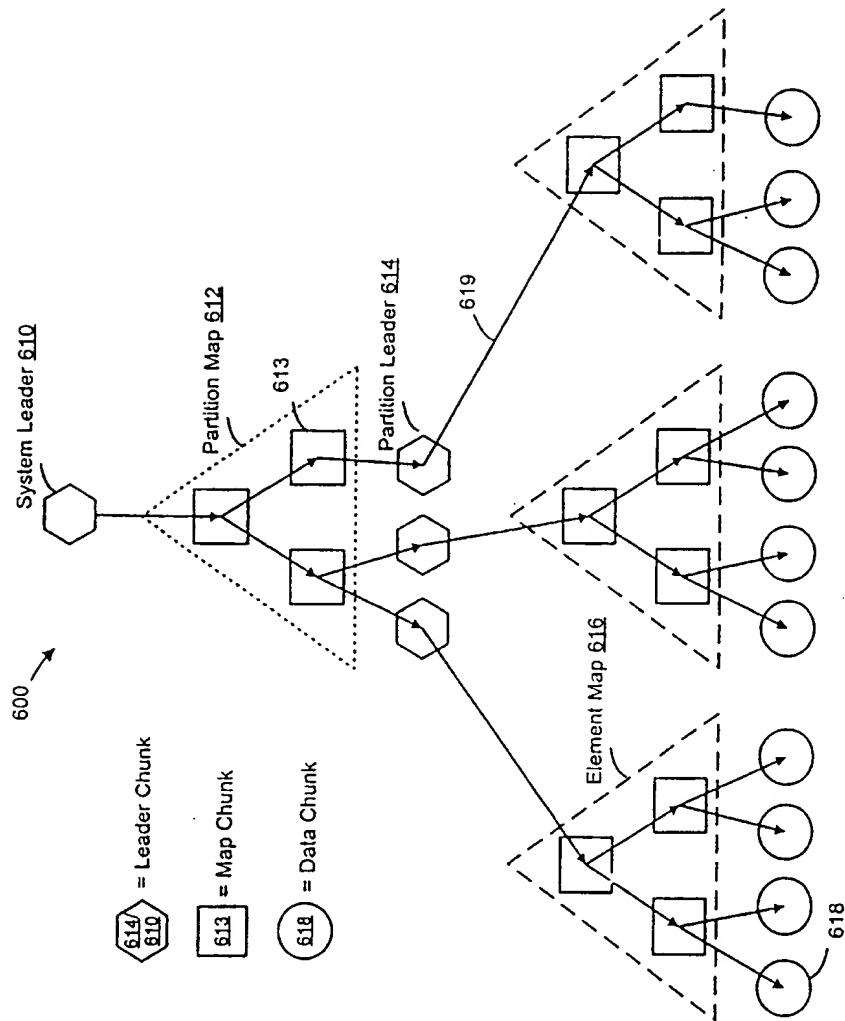 600
System Leader 610
614/
610
= Leader Chunk
613
= Map Chunk
618
= Data Chunk
Partition Map 612
613
Partition Leader 614
619
Element Map 616
618